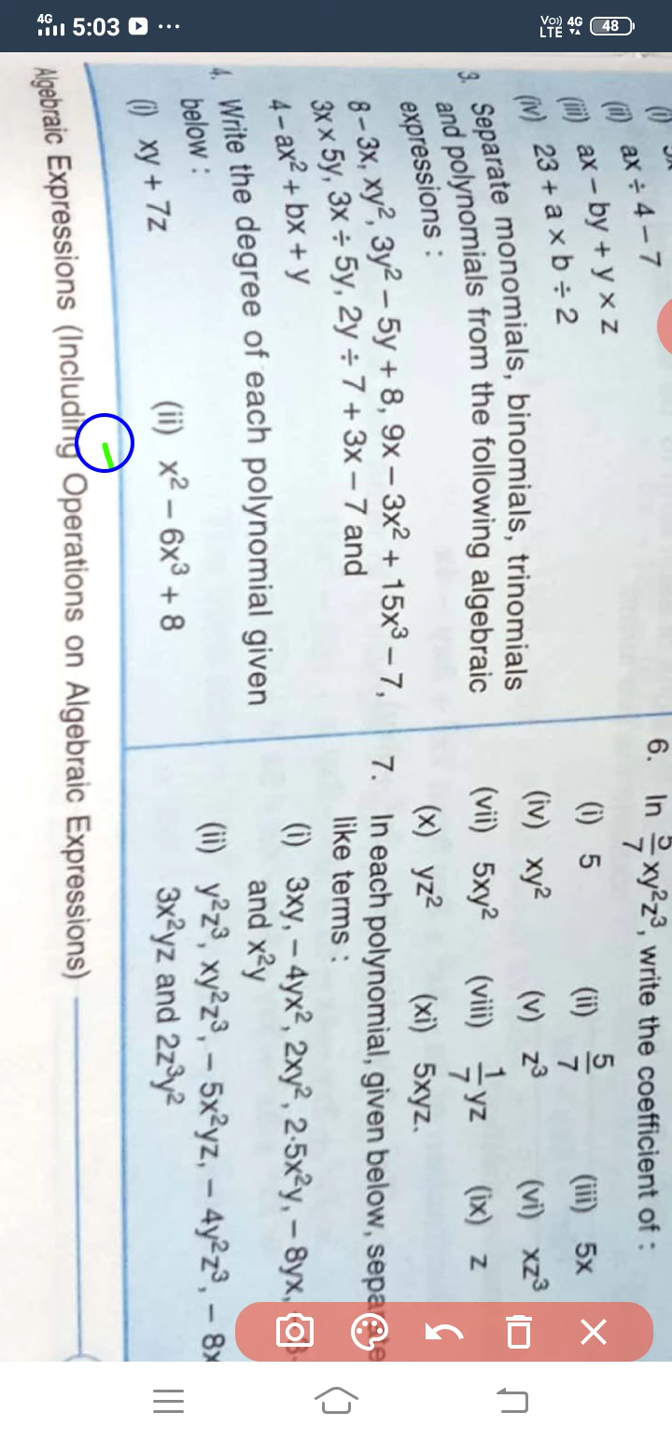 4G 5:03 ...
Vo) LTE 4G 48
(i)
(ii) ax ÷ 4 – 7
(iii) ax – by + y × z
(iv) 23 + a × b ÷ 2
3. Separate monomials, binomials, trinomials
and polynomials from the following algebraic
expressions :
8 – 3x, xy², 3y² – 5y + 8, 9x – 3x² + 15x³ – 7,
3x × 5y, 3x ÷ 5y, 2y ÷ 7 + 3x – 7 and
4 – ax² + bx + y
4. Write the degree of each polynomial given
below :
(i) xy + 7z (ii) x² – 6x³ + 8
6. In 5/7 xy²z³, write the coefficient of :
(i) 5 (ii) 5/7 (iii) 5x
(iv) xy² (v) z³ (vi) xz³
(vii) 5xy² (viii) 1/7 yz (ix) z
(x) yz² (xi) 5xyz.
7. In each polynomial, given below, separate
like terms :
(i) 3xy, – 4yx², 2xy², 2·5x²y, – 8yx,
and x²y
(ii) y²z³, xy²z³, – 5x²yz, – 4y²z³,
3x²yz and 2z³y²
Algebraic Expressions (Including Operations on Algebraic Expressions)